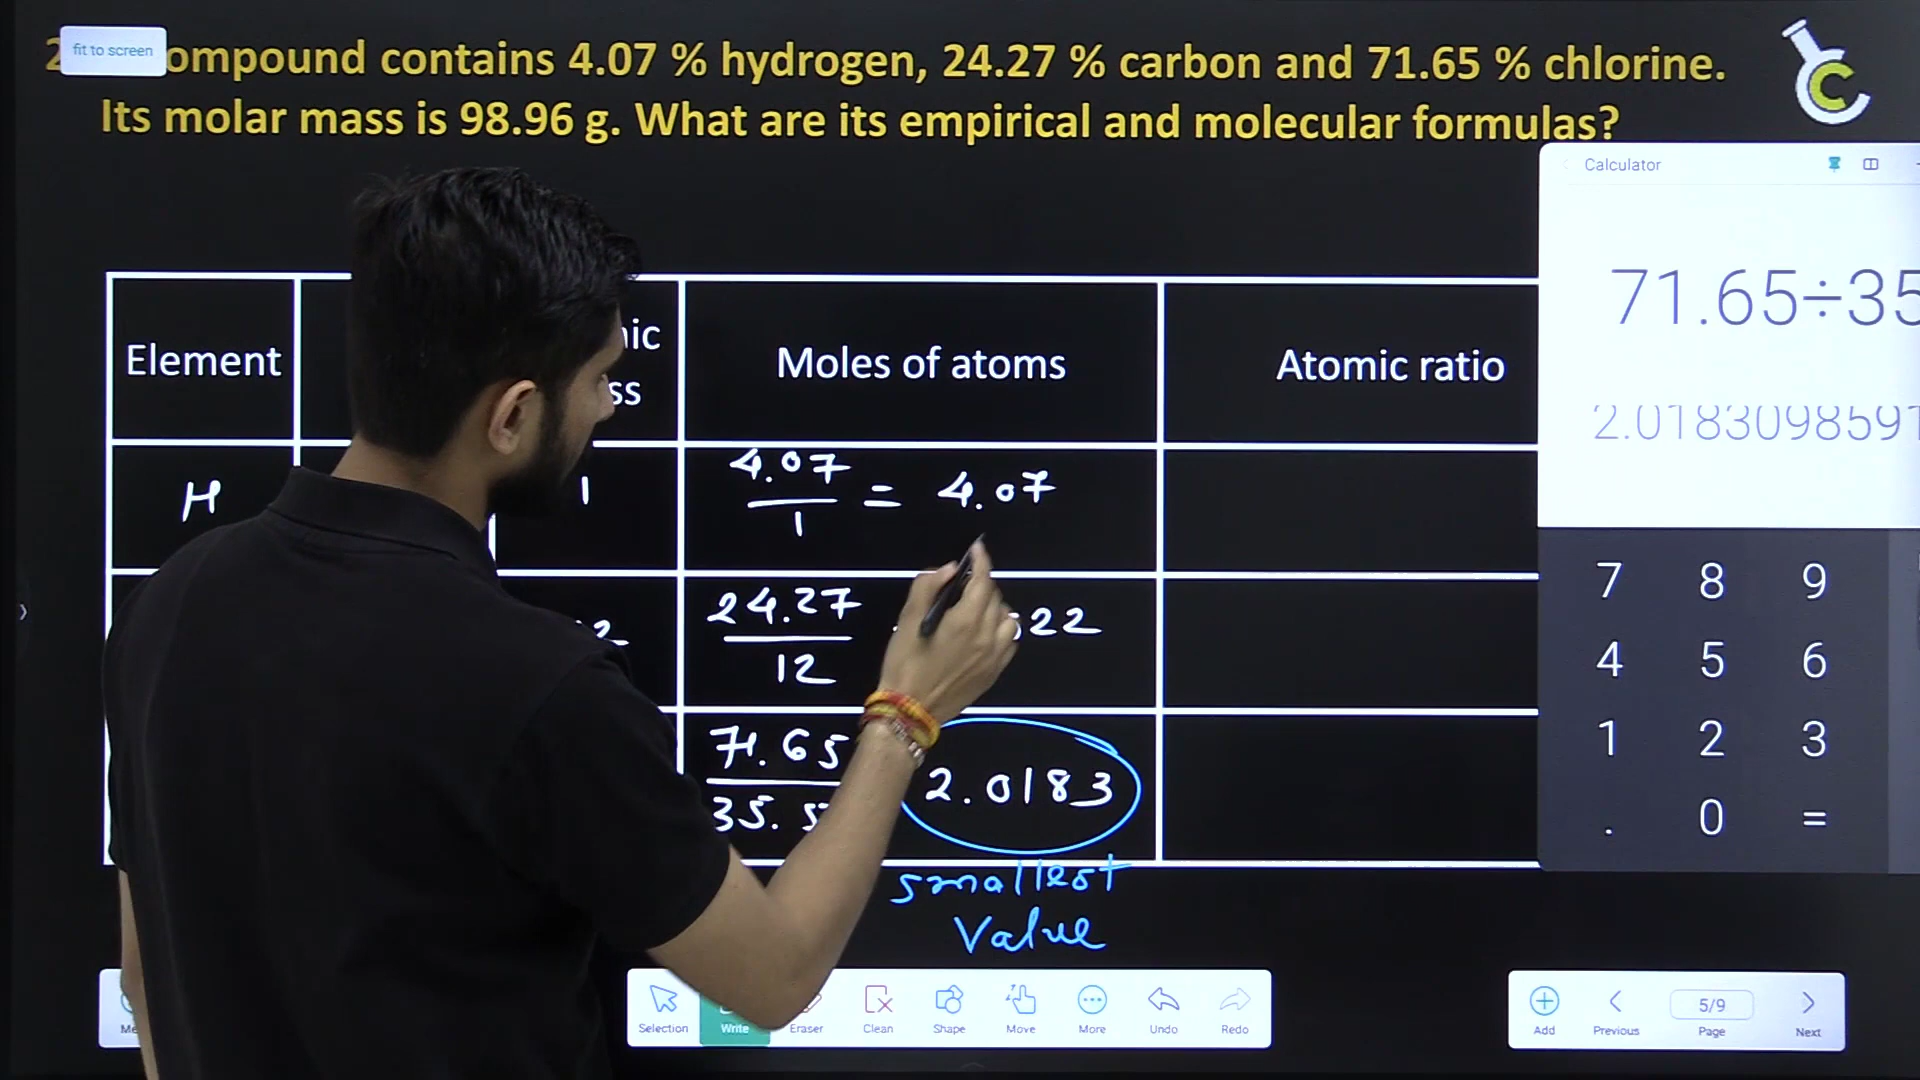 fit to screen
2 ompound contains 4.07 % hydrogen, 24.27 % carbon and 71.65 % chlorine.
Its molar mass is 98.96 g. What are its empirical and molecular formulas?
C
Calculator
71.65÷35
2.0183098591
Element
Moles of atoms
Atomic ratio
H
1
4.07
1
= 4.07
24.27
12
22
71.65
35.5
2.0183
smallest
Value
7 8 9
4 5 6
1 2 3
. 0 =
Selection
Write
Eraser
Clean
Shape
Move
More
Undo
Redo
Add
Previous
5/9
Page
Next